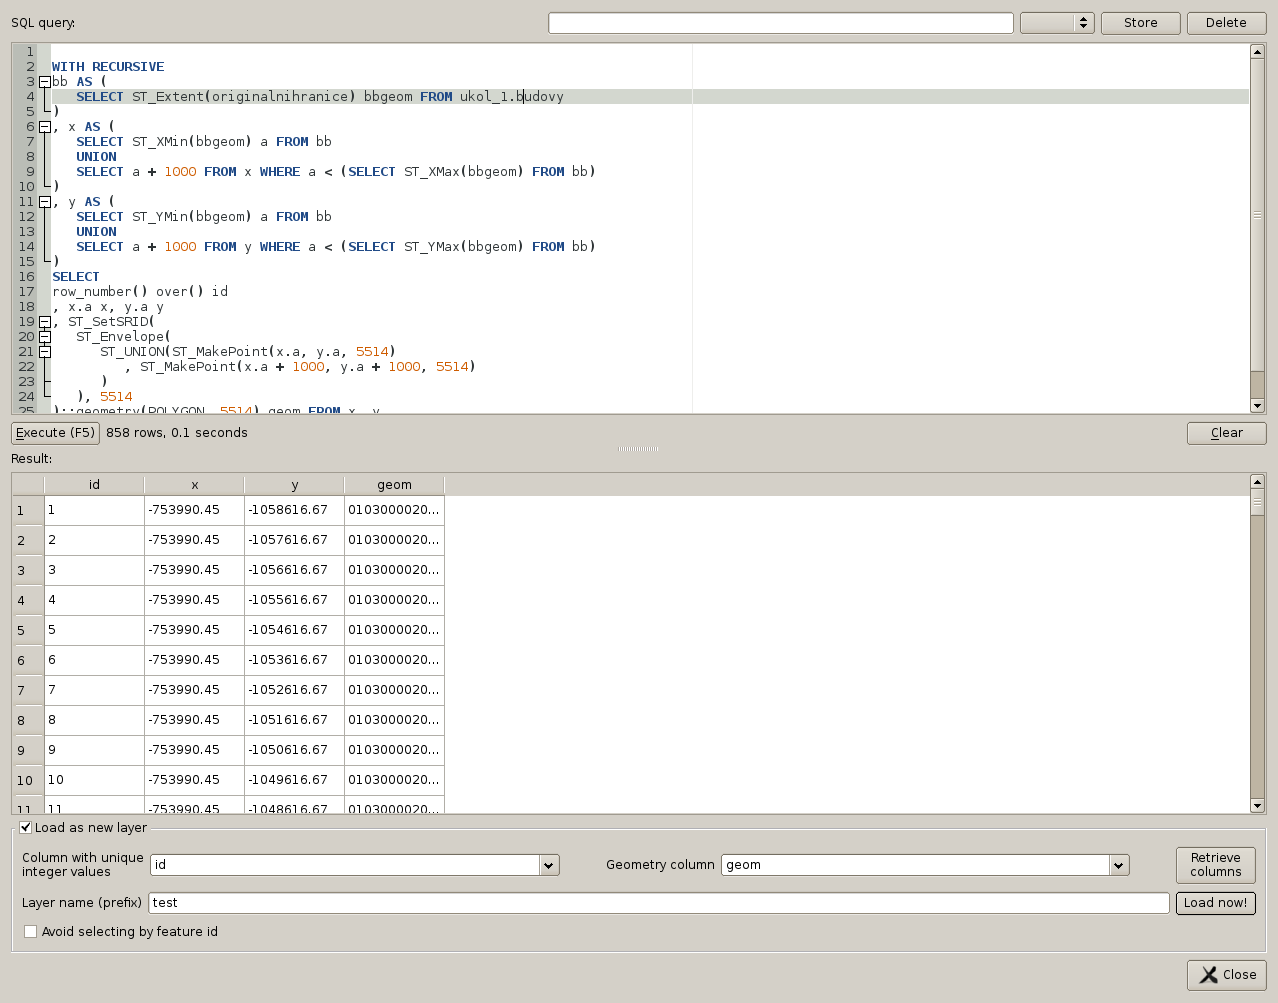 SQL query:
Store
Delete
1
2 WITH RECURSIVE
3 bb AS (
4 SELECT ST_Extent(originalnihranice) bbgeom FROM ukol_1.budovy
5 )
6 , x AS (
7 SELECT ST_XMin(bbgeom) a FROM bb
8 UNION
9 SELECT a + 1000 FROM x WHERE a < (SELECT ST_XMax(bbgeom) FROM bb)
10 )
11 , y AS (
12 SELECT ST_YMin(bbgeom) a FROM bb
13 UNION
14 SELECT a + 1000 FROM y WHERE a < (SELECT ST_YMax(bbgeom) FROM bb)
15 )
16 SELECT
17 row_number() over() id
18 , x.a x, y.a y
19 , ST_SetSRID(
20 ST_Envelope(
21 ST_UNION(ST_MakePoint(x.a, y.a, 5514)
22 , ST_MakePoint(x.a + 1000, y.a + 1000, 5514)
23 )
24 ), 5514
25 )::geometry(POLYGON, 5514) geom FROM x, y
Execute (F5) 858 rows, 0.1 seconds
Clear
Result:
id x y geom
1 1 -753990.45 -1058616.67 0103000020...
2 2 -753990.45 -1057616.67 0103000020...
3 3 -753990.45 -1056616.67 0103000020...
4 4 -753990.45 -1055616.67 0103000020...
5 5 -753990.45 -1054616.67 0103000020...
6 6 -753990.45 -1053616.67 0103000020...
7 7 -753990.45 -1052616.67 0103000020...
8 8 -753990.45 -1051616.67 0103000020...
9 9 -753990.45 -1050616.67 0103000020...
10 10 -753990.45 -1049616.67 0103000020...
11 11 -753990.45 -1048616.67 0103000020...
Load as new layer
Column with unique
integer values
id
Geometry column
geom
Retrieve
columns
Layer name (prefix)
test
Load now!
Avoid selecting by feature id
Close